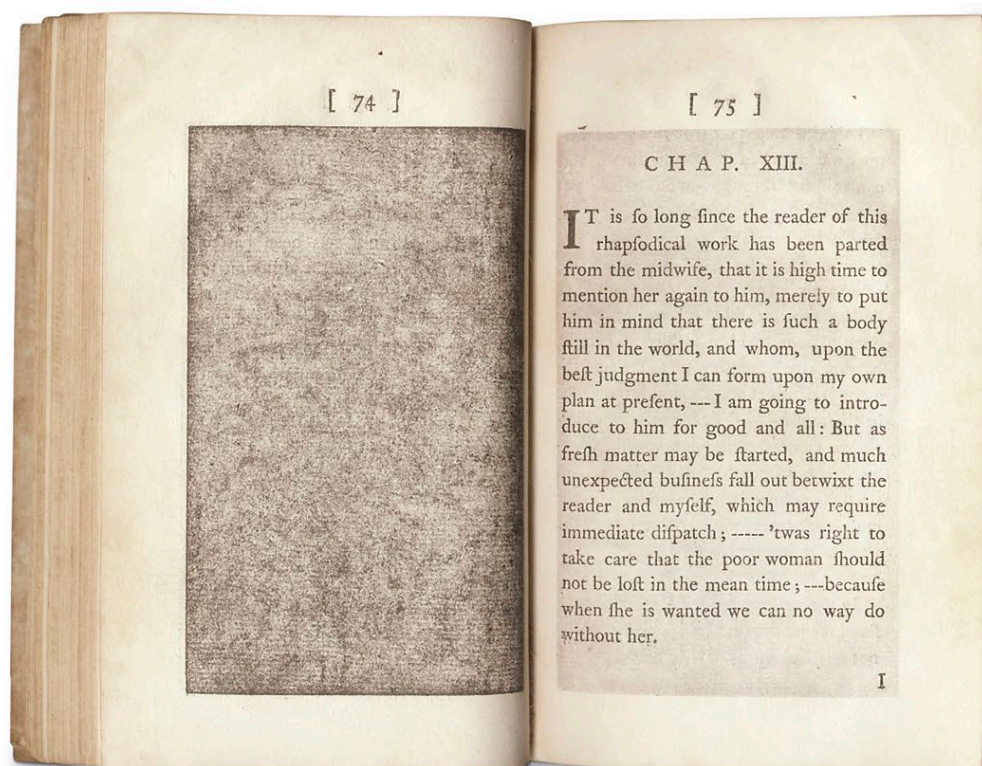 [ 74 ]
[ 75 ]
CHAP. XIII.
IT is ſo long ſince the reader of this
rhapſodical work has been parted
from the midwife, that it is high time to
mention her again to him, merely to put
him in mind that there is ſuch a body
ſtill in the world, and whom, upon the
beſt judgment I can form upon my own
plan at preſent, --- I am going to intro-
duce to him for good and all : But as
freſh matter may be ſtarted, and much
unexpected buſineſs fall out betwixt the
reader and myſelf, which may require
immediate diſpatch ; ----- 'twas right to
take care that the poor woman ſhould
not be loſt in the mean time ; ---becauſe
when ſhe is wanted we can no way do
without her.
I